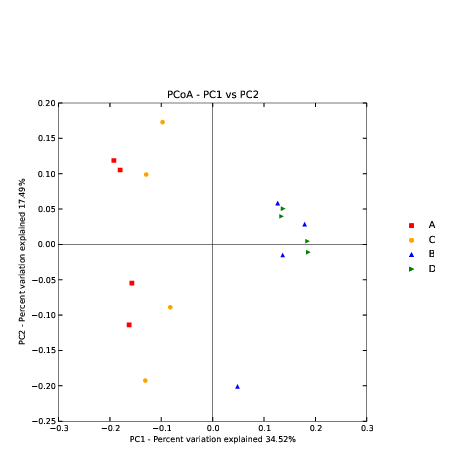 PCoA - PC1 vs PC2
0.20
0.15
0.10
0.05
0.00
−0.05
−0.10
−0.15
−0.20
−0.25
PC2 - Percent variation explained 17.49%
−0.3 −0.2 −0.1 0.0 0.1 0.2 0.3
PC1 - Percent variation explained 34.52%
A
C
B
D